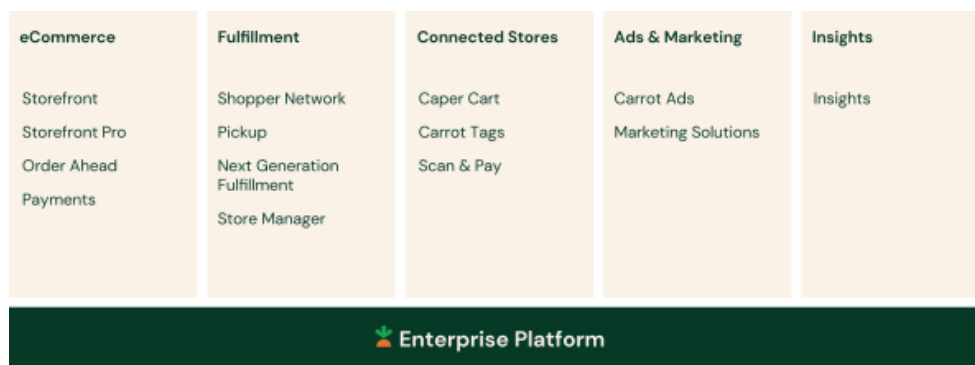 eCommerce
Storefront
Storefront Pro
Order Ahead
Payments
Fulfillment
Shopper Network
Pickup
Next Generation
Fulfillment
Store Manager
Connected Stores
Caper Cart
Carrot Tags
Scan & Pay
Ads & Marketing
Carrot Ads
Marketing Solutions
Insights
Insights
Enterprise Platform